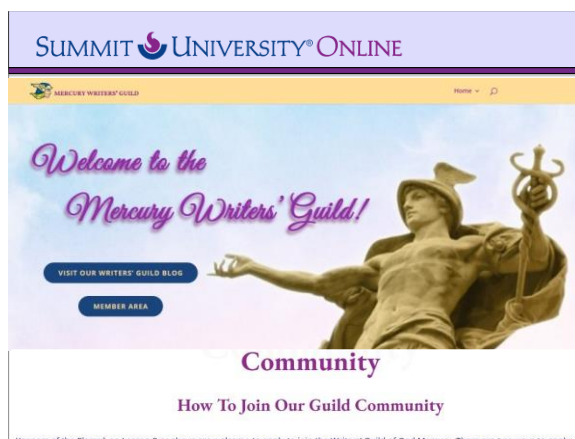 SUMMIT UNIVERSITY® ONLINE
MERCURY WRITERS' GUILD
Home
Welcome to the
Mercury Writers' Guild!
VISIT OUR WRITERS' GUILD BLOG
MEMBER AREA
Community
How To Join Our Guild Community